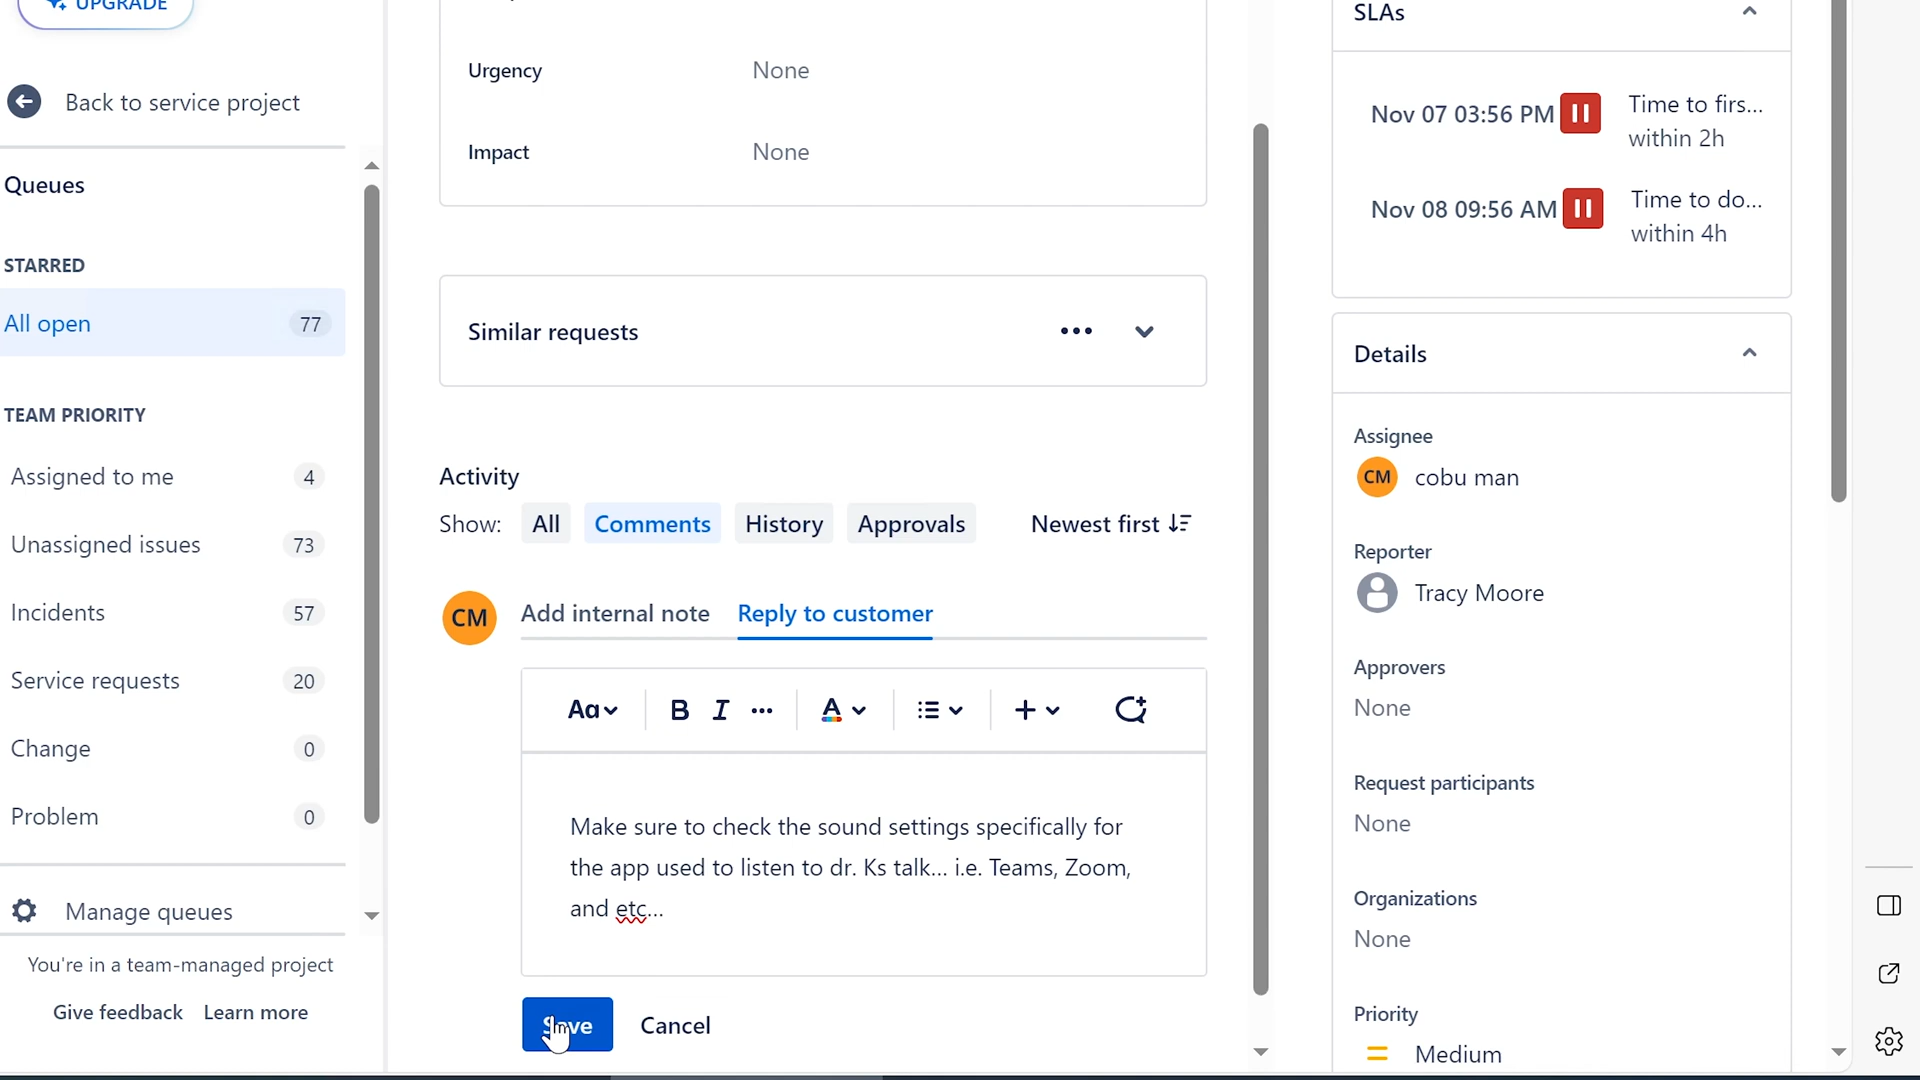 UPGRADE
Back to service project
Queues
STARRED
All open 77
TEAM PRIORITY
Assigned to me 4
Unassigned issues 73
Incidents 57
Service requests 20
Change 0
Problem 0
Manage queues
You're in a team-managed project
Give feedback Learn more
Urgency None
Impact None
Similar requests
Activity
Show: All Comments History Approvals Newest first
CM Add internal note Reply to customer
Aa B I ... A
Make sure to check the sound settings specifically for
the app used to listen to dr. Ks talk... i.e. Teams, Zoom,
and etc...
Save Cancel
SLAs
Nov 07 03:56 PM Time to firs...
within 2h
Nov 08 09:56 AM Time to do...
within 4h
Details
Assignee
CM cobu man
Reporter
Tracy Moore
Approvers
None
Request participants
None
Organizations
None
Priority
Medium